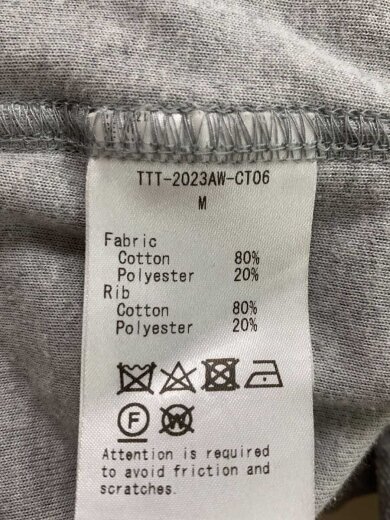 TTT-2023AW-CT06
M
Fabric
Cotton 80%
Polyester 20%
Rib
Cotton 80%
Polyester 20%
F W
Attention is required
to avoid friction and
scratches.